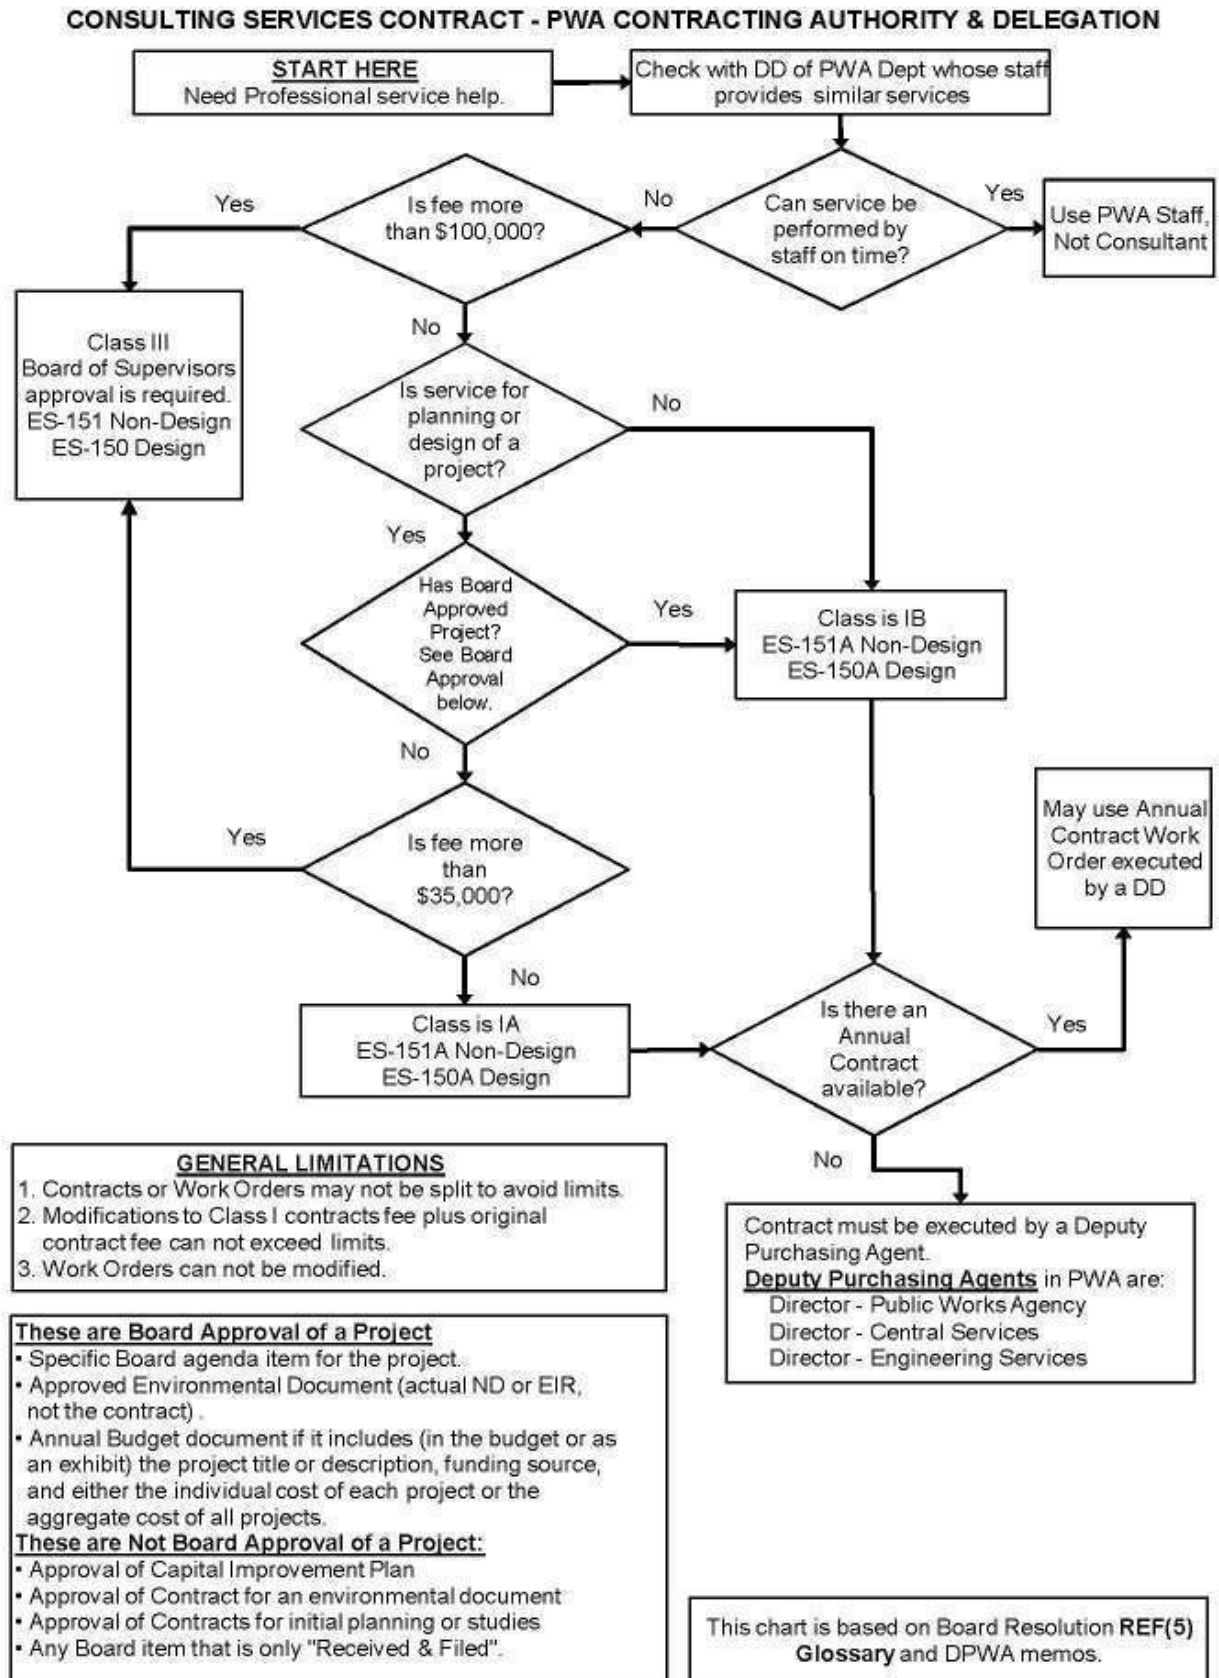 CONSULTING SERVICES CONTRACT - PWA CONTRACTING AUTHORITY & DELEGATION
START HERE
Need Professional service help.
Check with DD of PWA Dept whose staff
provides similar services
Can service be
performed by
staff on time?
Yes
Use PWA Staff,
Not Consultant
No
Is fee more
than $100,000?
Yes
Class III
Board of Supervisors
approval is required.
ES-151 Non-Design
ES-150 Design
No
Is service for
planning or
design of a
project?
No
Yes
Has Board
Approved
Project?
See Board
Approval
below.
Yes
Class is IB
ES-151A Non-Design
ES-150A Design
No
Is fee more
than
$35,000?
Yes
No
Class is IA
ES-151A Non-Design
ES-150A Design
Is there an
Annual
Contract
available?
Yes
May use Annual
Contract Work
Order executed
by a DD
No
Contract must be executed by a Deputy
Purchasing Agent.
Deputy Purchasing Agents in PWA are:
Director - Public Works Agency
Director - Central Services
Director - Engineering Services
GENERAL LIMITATIONS
1. Contracts or Work Orders may not be split to avoid limits.
2. Modifications to Class I contracts fee plus original
contract fee can not exceed limits.
3. Work Orders can not be modified.
These are Board Approval of a Project
• Specific Board agenda item for the project.
• Approved Environmental Document (actual ND or EIR,
not the contract) .
• Annual Budget document if it includes (in the budget or as
an exhibit) the project title or description, funding source,
and either the individual cost of each project or the
aggregate cost of all projects.
These are Not Board Approval of a Project:
• Approval of Capital Improvement Plan
• Approval of Contract for an environmental document
• Approval of Contracts for initial planning or studies
• Any Board item that is only "Received & Filed".
This chart is based on Board Resolution REF(5)
Glossary and DPWA memos.